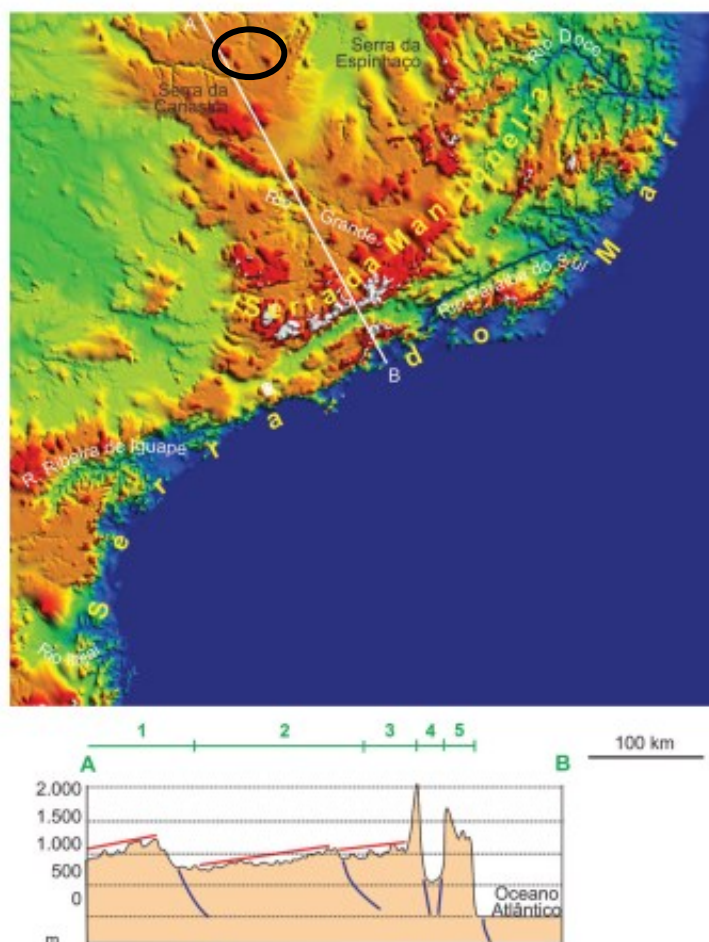 A
Serra da
Espinhaço
Rio Doce
Serra da
Canastra
Rio Grande
Serra da Mantiqueira
Rio Paraíba do Sul
B
R. Ribeira de Iguape
Serra do Mar
1 2 3 4 5
A B
100 km
2.000
1.500
1.000
500
0
Oceano
Atlântico
m